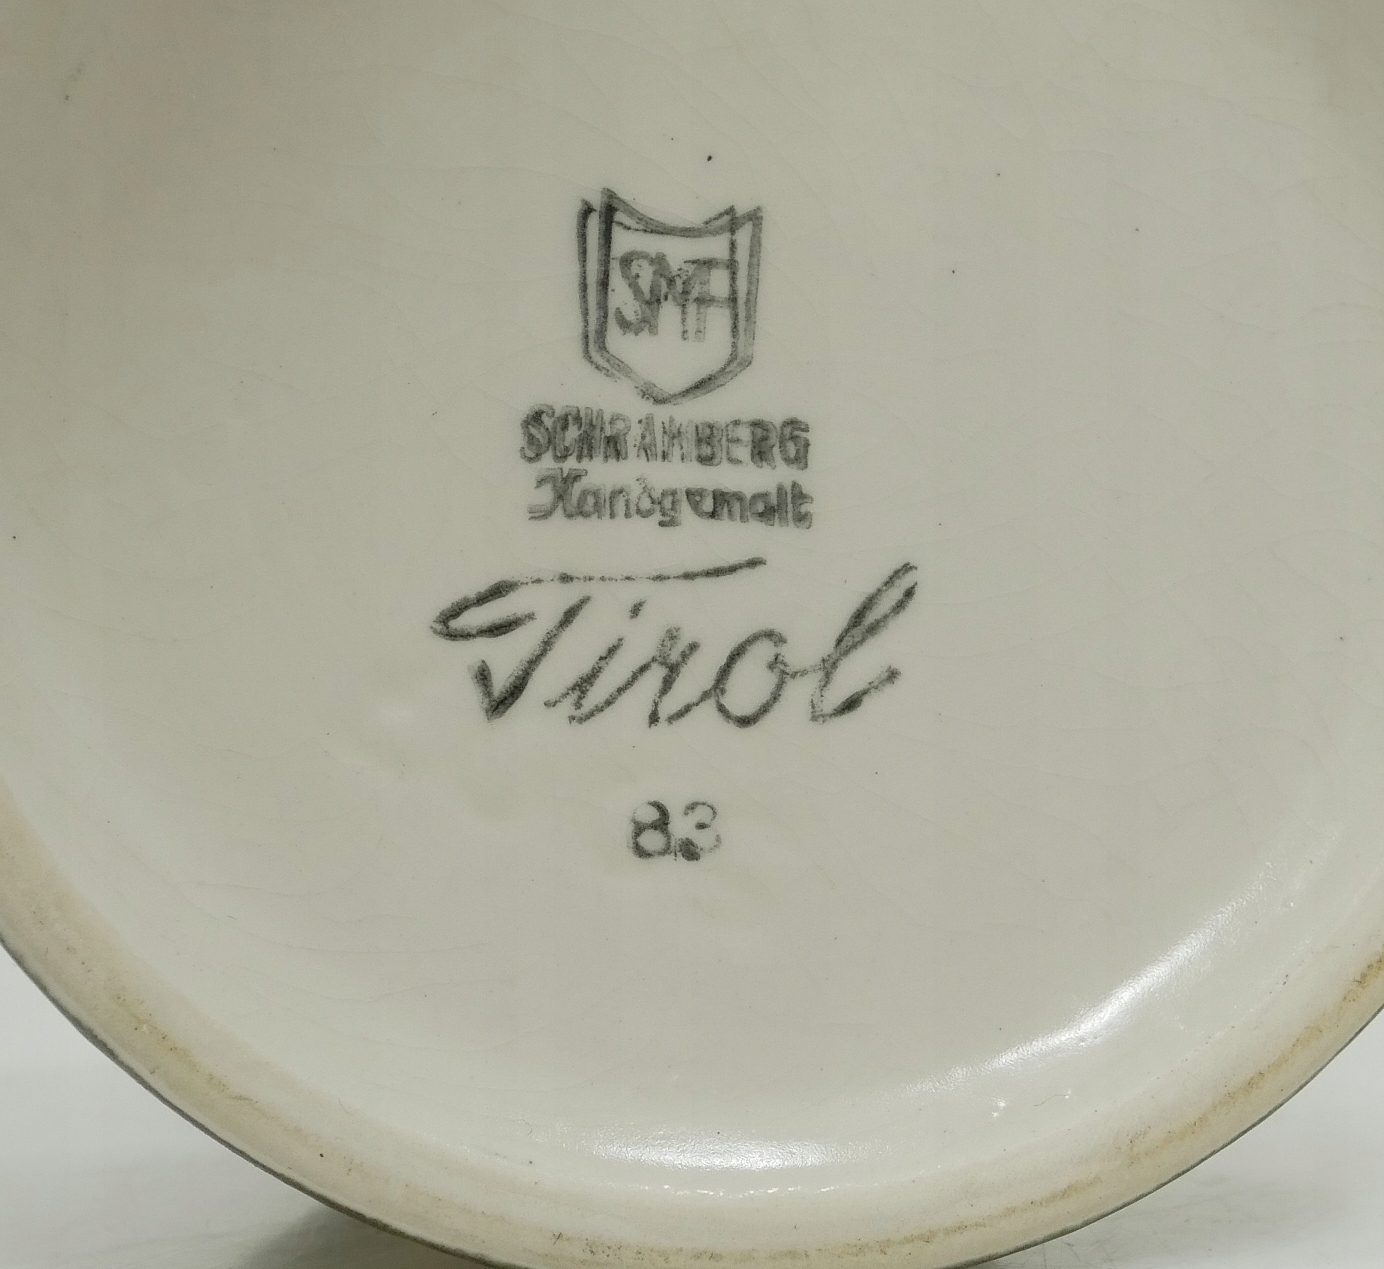 SMF
SCHRAMBERG
Handgemalt
Tirol
83